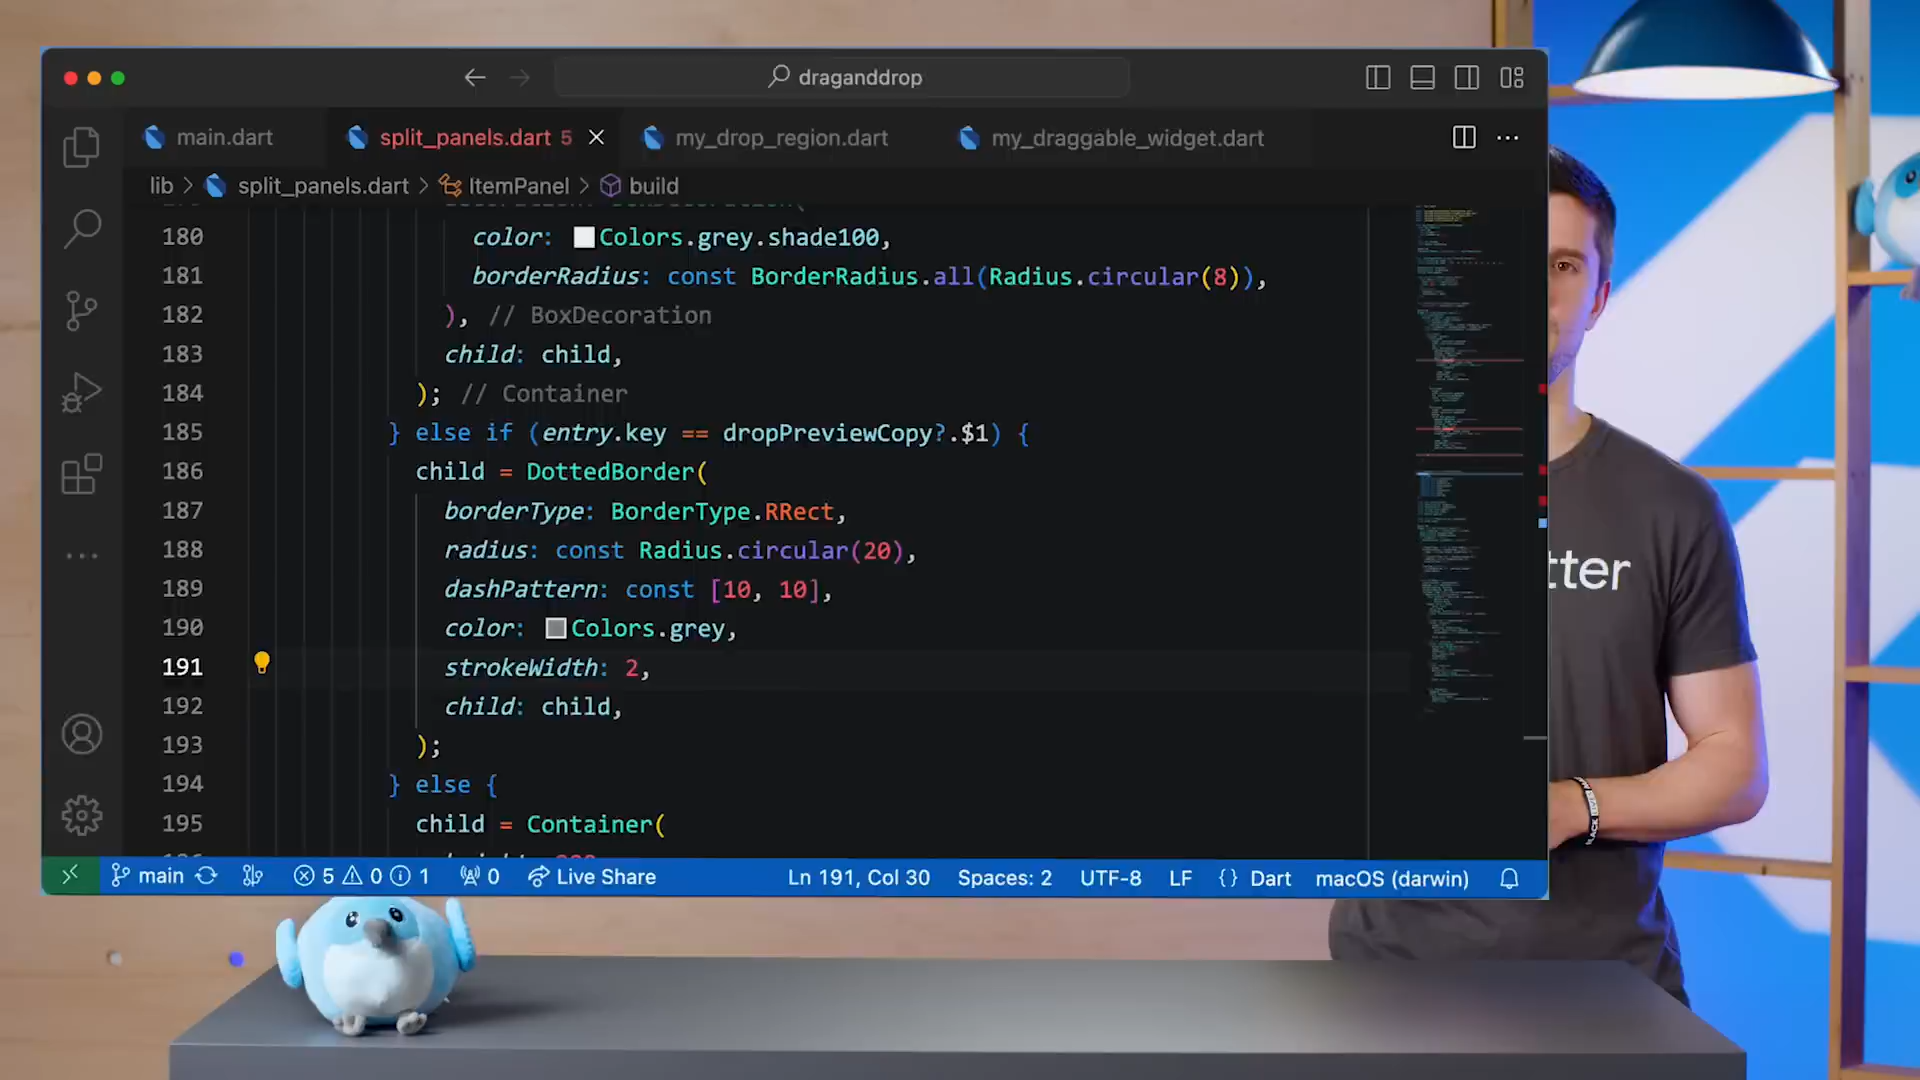 draganddrop
main.dart
split_panels.dart 5
my_drop_region.dart
my_draggable_widget.dart
lib > split_panels.dart > ItemPanel > build
180 color: Colors.grey.shade100,
181 borderRadius: const BorderRadius.all(Radius.circular(8)),
182 ), // BoxDecoration
183 child: child,
184 ); // Container
185 } else if (entry.key == dropPreviewCopy?.$1) {
186 child = DottedBorder(
187 borderType: BorderType.RRect,
188 radius: const Radius.circular(20),
189 dashPattern: const [10, 10],
190 color: Colors.grey,
191 strokeWidth: 2,
192 child: child,
193 );
194 } else {
195 child = Container(
main 5 0 1 0 Live Share Ln 191, Col 30 Spaces: 2 UTF-8 LF {} Dart macOS (darwin)
tter
BLACK LIVES